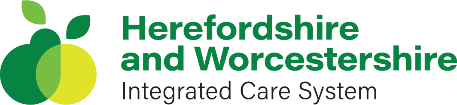 Herefordshire
and Worcestershire
Integrated Care System